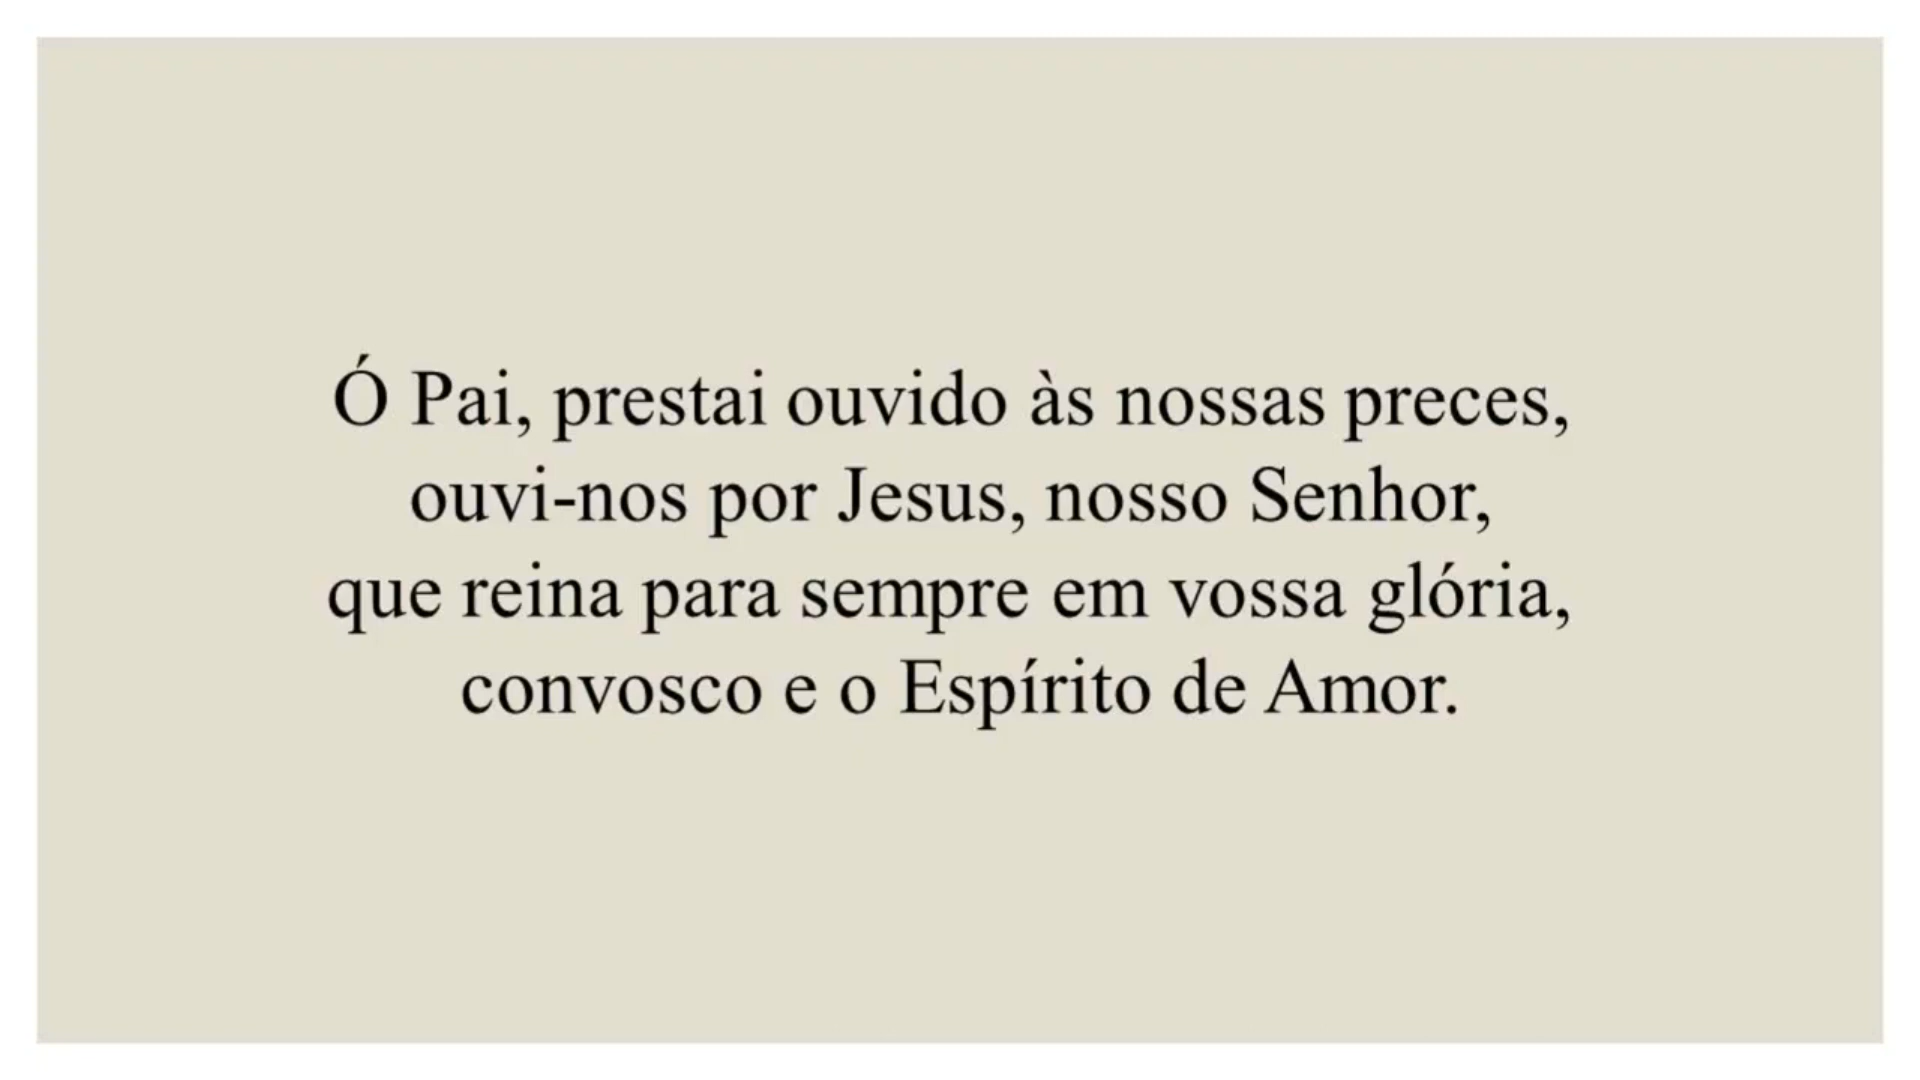 Ó Pai, prestai ouvido às nossas preces,
ouvi-nos por Jesus, nosso Senhor,
que reina para sempre em vossa glória,
convosco e o Espírito de Amor.